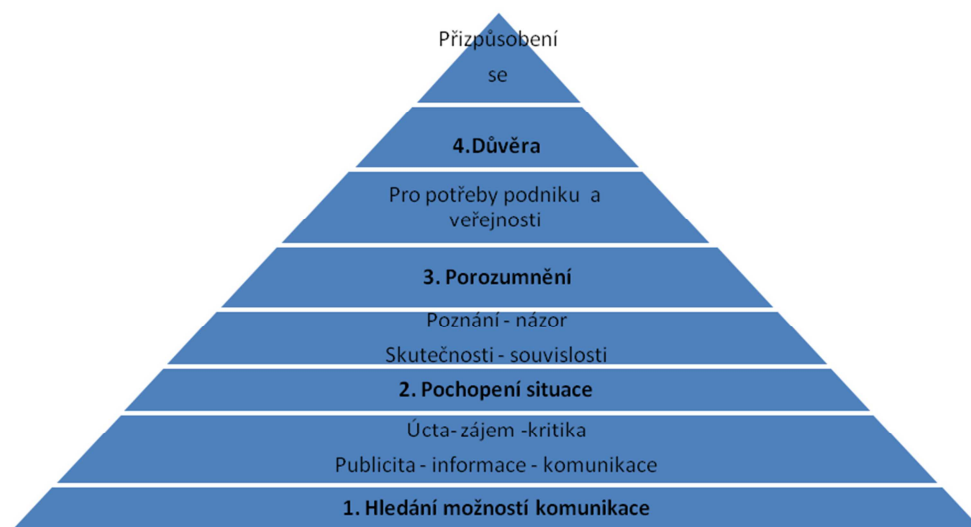 Přizpůsobení
se
4.Důvěra
Pro potřeby podniku a
veřejnosti
3. Porozumnění
Poznání - názor
Skutečnosti - souvislosti
2. Pochopení situace
Úcta- zájem -kritika
Publicita - informace - komunikace
1. Hledání možností komunikace